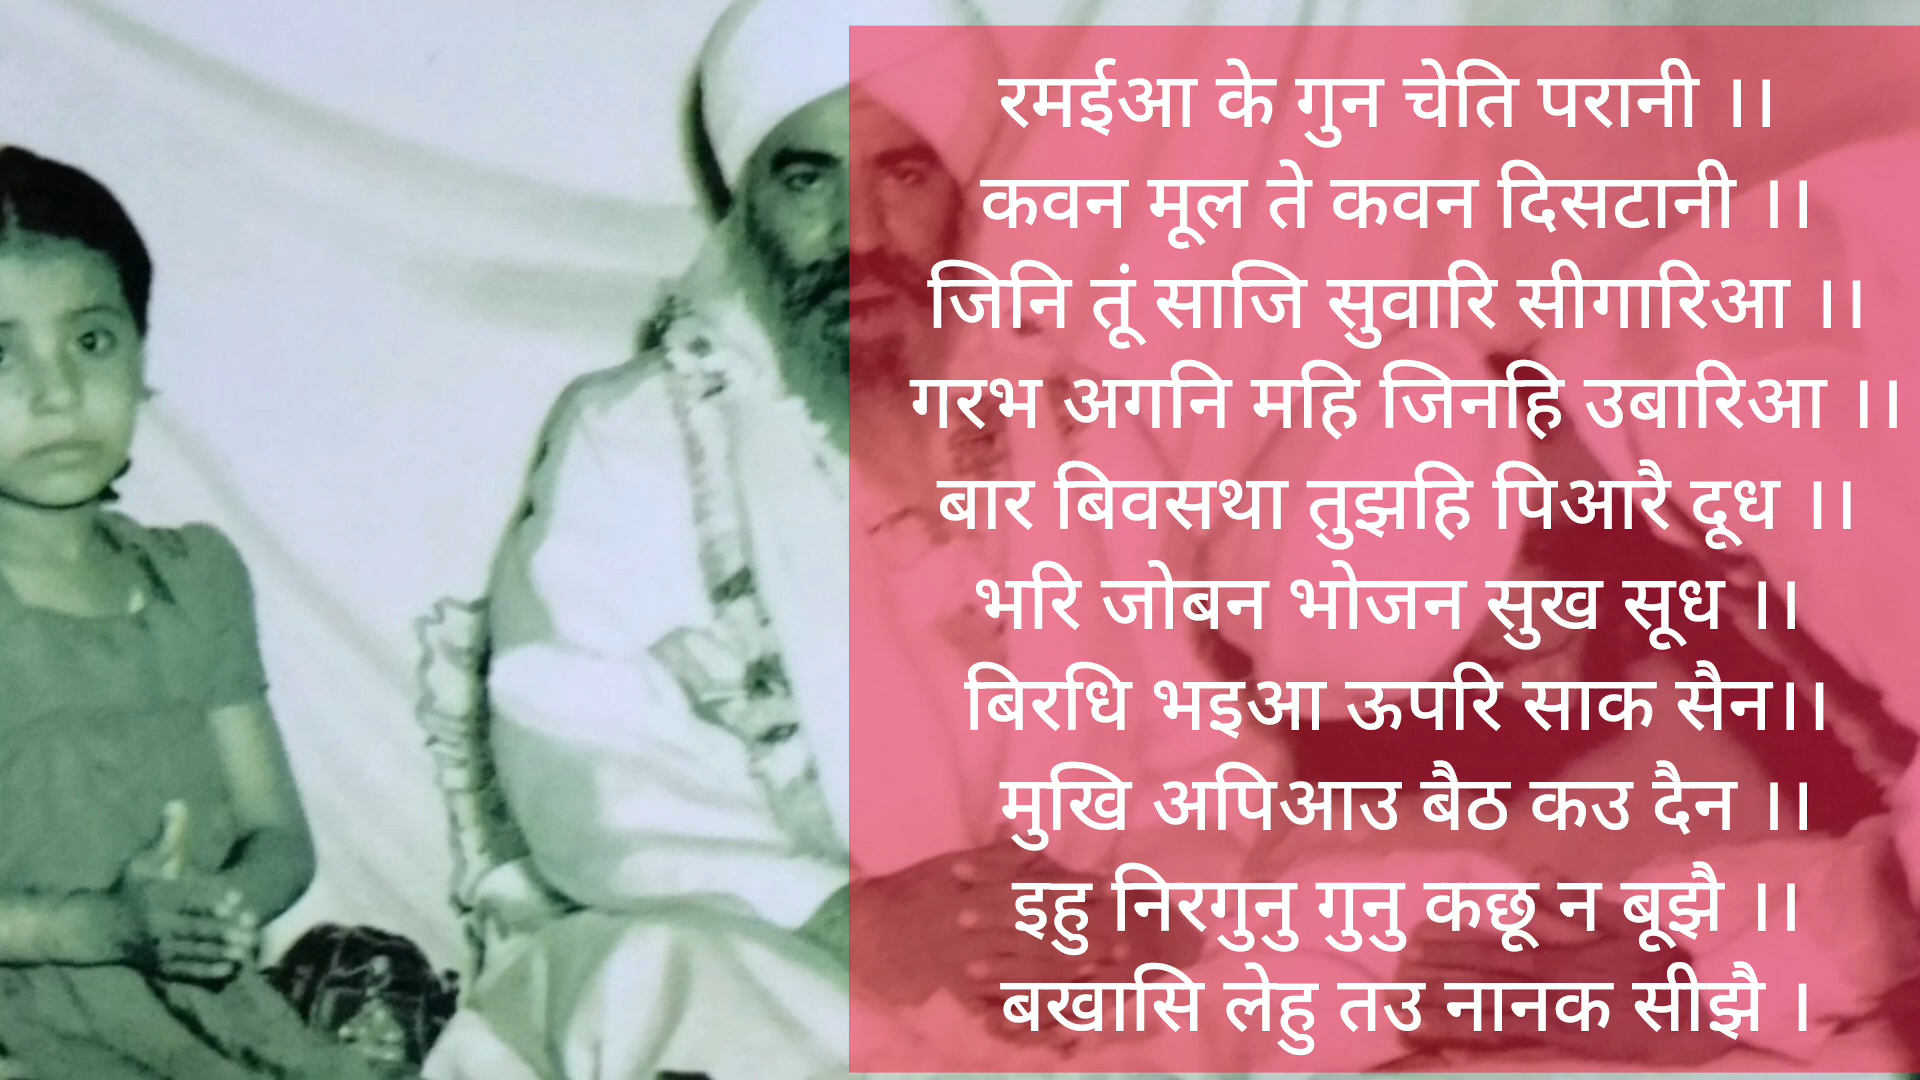 रमईआ के गुन चेति परानी ।।
कवन मूल ते कवन दिसटानी ।।
जिनि तूं साजि सुवारि सीगारिआ ।।
गरभ अगनि महि जिनहि उबारिआ ।।
बार बिवसथा तुझहि पिआरै दूध ।।
भरि जोबन भोजन सुख सूध ।।
बिरधि भइआ ऊपरि साक सैन।।
मुखि अपिआउ बैठ कउ दैन ।।
इहु निरगुनु गुनु कछू न बूझै ।।
बखासि लेहु तउ नानक सीझै ।